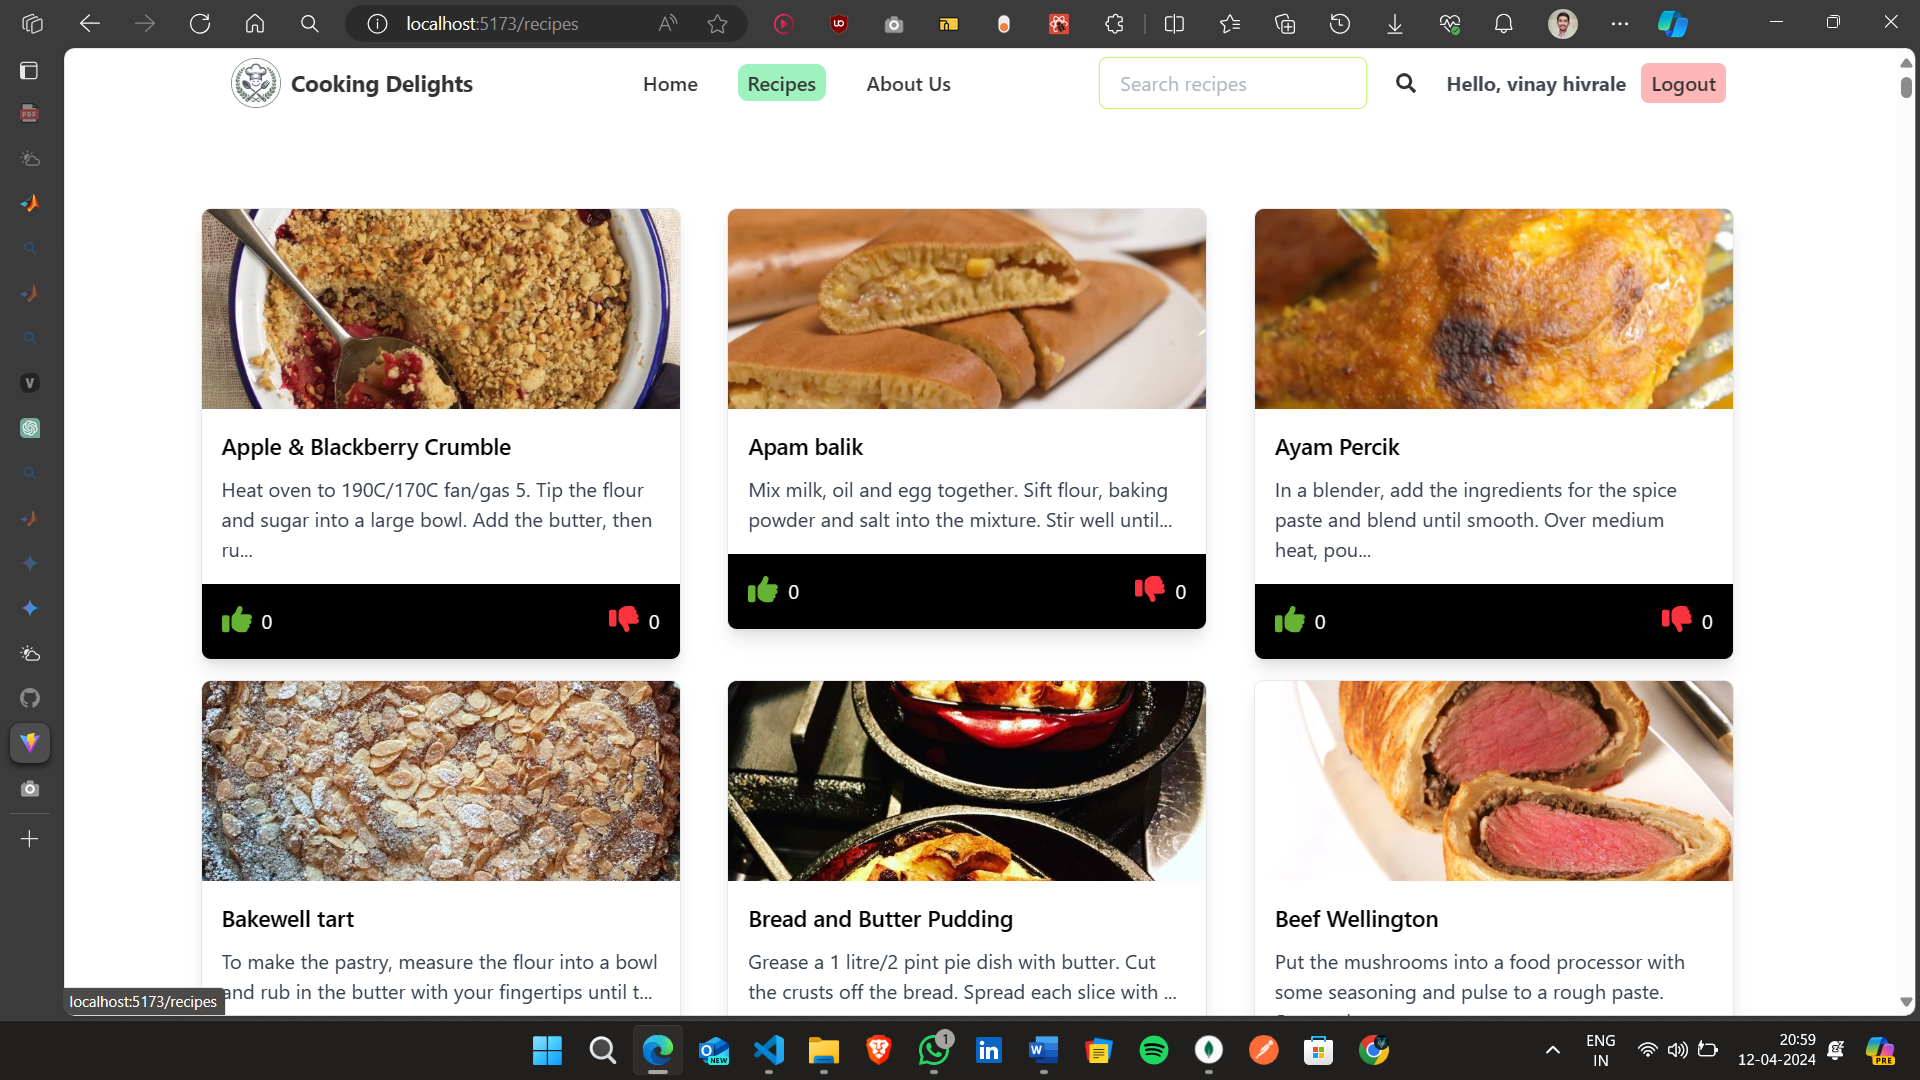 localhost:5173/recipes
Cooking Delights
Home
Recipes
About Us
Search recipes
Hello, vinay hivrale
Logout
Apple & Blackberry Crumble
Heat oven to 190C/170C fan/gas 5. Tip the flour
and sugar into a large bowl. Add the butter, then
ru...
0
0
Apam balik
Mix milk, oil and egg together. Sift flour, baking
powder and salt into the mixture. Stir well until...
0
0
Ayam Percik
In a blender, add the ingredients for the spice
paste and blend until smooth. Over medium
heat, pou...
0
0
Bakewell tart
To make the pastry, measure the flour into a bowl
and rub in the butter with your fingertips until t...
Bread and Butter Pudding
Grease a 1 litre/2 pint pie dish with butter. Cut
the crusts off the bread. Spread each slice with ...
Beef Wellington
Put the mushrooms into a food processor with
some seasoning and pulse to a rough paste.
localhost:5173/recipes
PDF
NEW
1
ENG
IN
20:59
12-04-2024
PRE